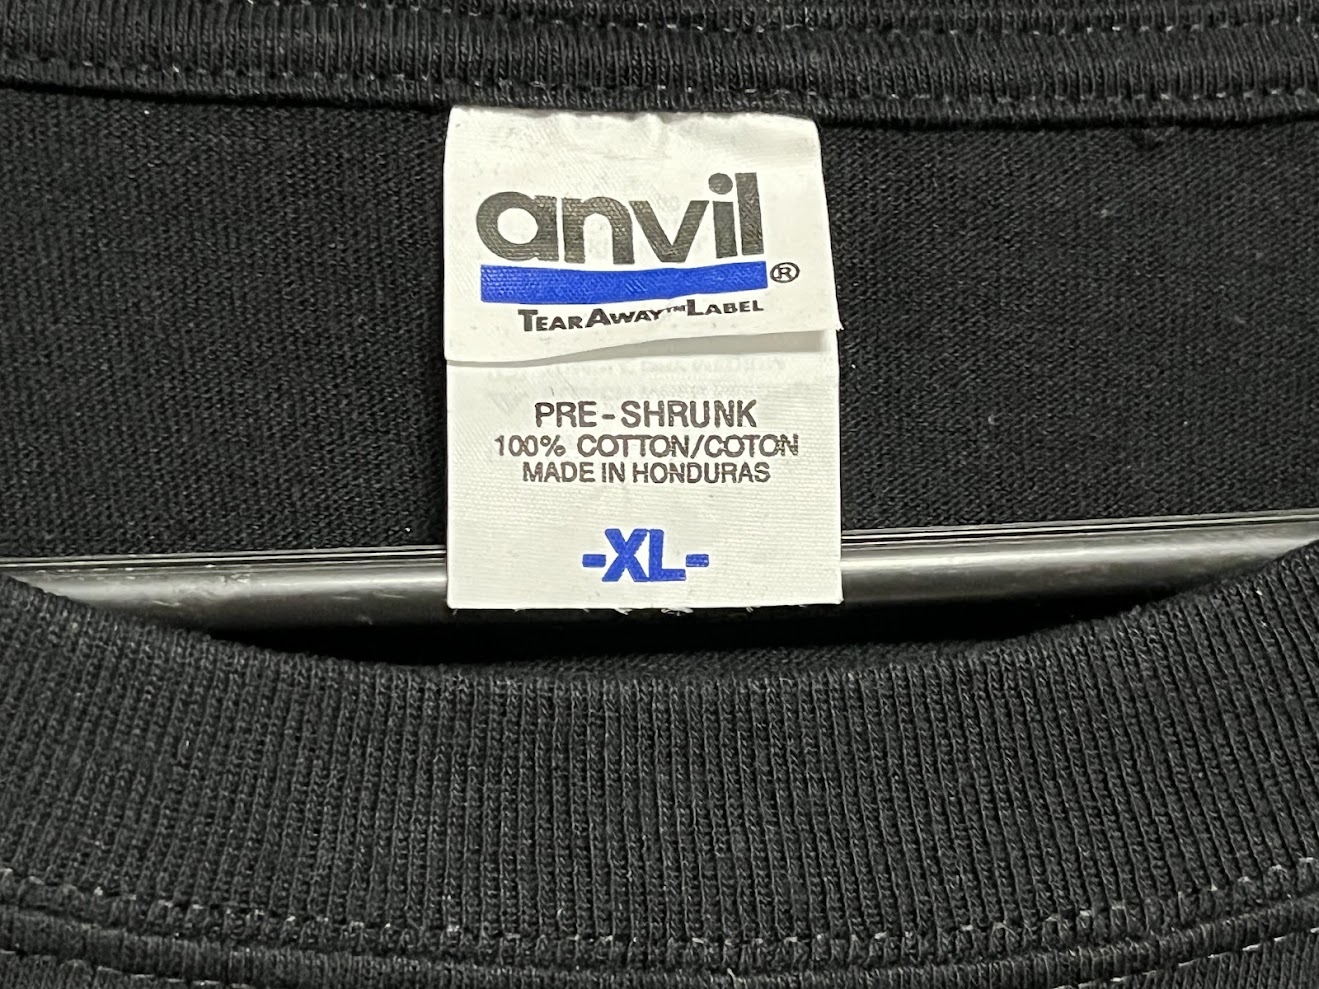 anvil®
TEARAWAY™LABEL
PRE-SHRUNK
100% COTTON/COTON
MADE IN HONDURAS
-XL-